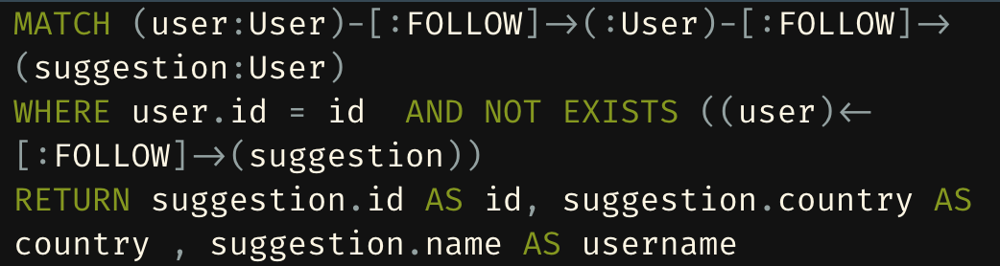 MATCH (user:User)-[:FOLLOW]->(:User)-[:FOLLOW]->
(suggestion:User)
WHERE user.id = id  AND NOT EXISTS ((user)<-
[:FOLLOW]->(suggestion))
RETURN suggestion.id AS id, suggestion.country AS
country , suggestion.name AS username